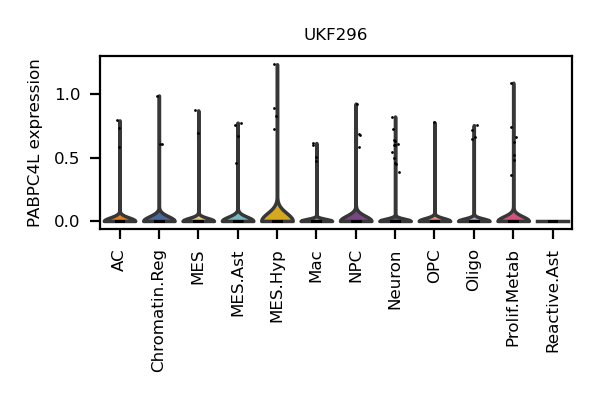 UKF296
PABPC4L expression
1.0
0.5
0.0
AC
Chromatin.Reg
MES
MES.Ast
MES.Hyp
Mac
NPC
Neuron
OPC
Oligo
Prolif.Metab
Reactive.Ast